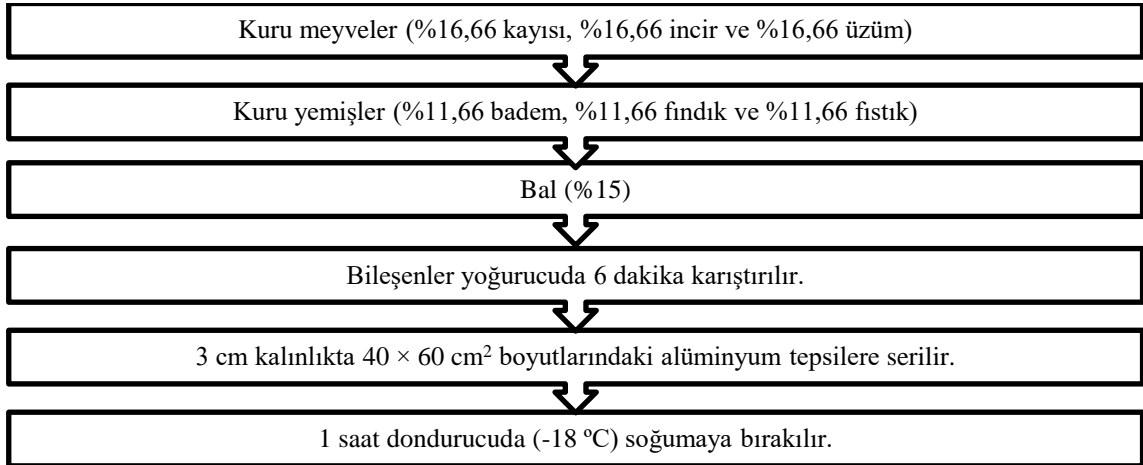 Kuru meyveler (%16,66 kayısı, %16,66 incir ve %16,66 üzüm)
Kuru yemişler (%11,66 badem, %11,66 fındık ve %11,66 fıstık)
Bal (%15)
Bileşenler yoğurucuda 6 dakika karıştırılır.
3 cm kalınlıkta 40 × 60 cm² boyutlarındaki alüminyum tepsilere serilir.
1 saat dondurucuda (-18 ºC) soğumaya bırakılır.